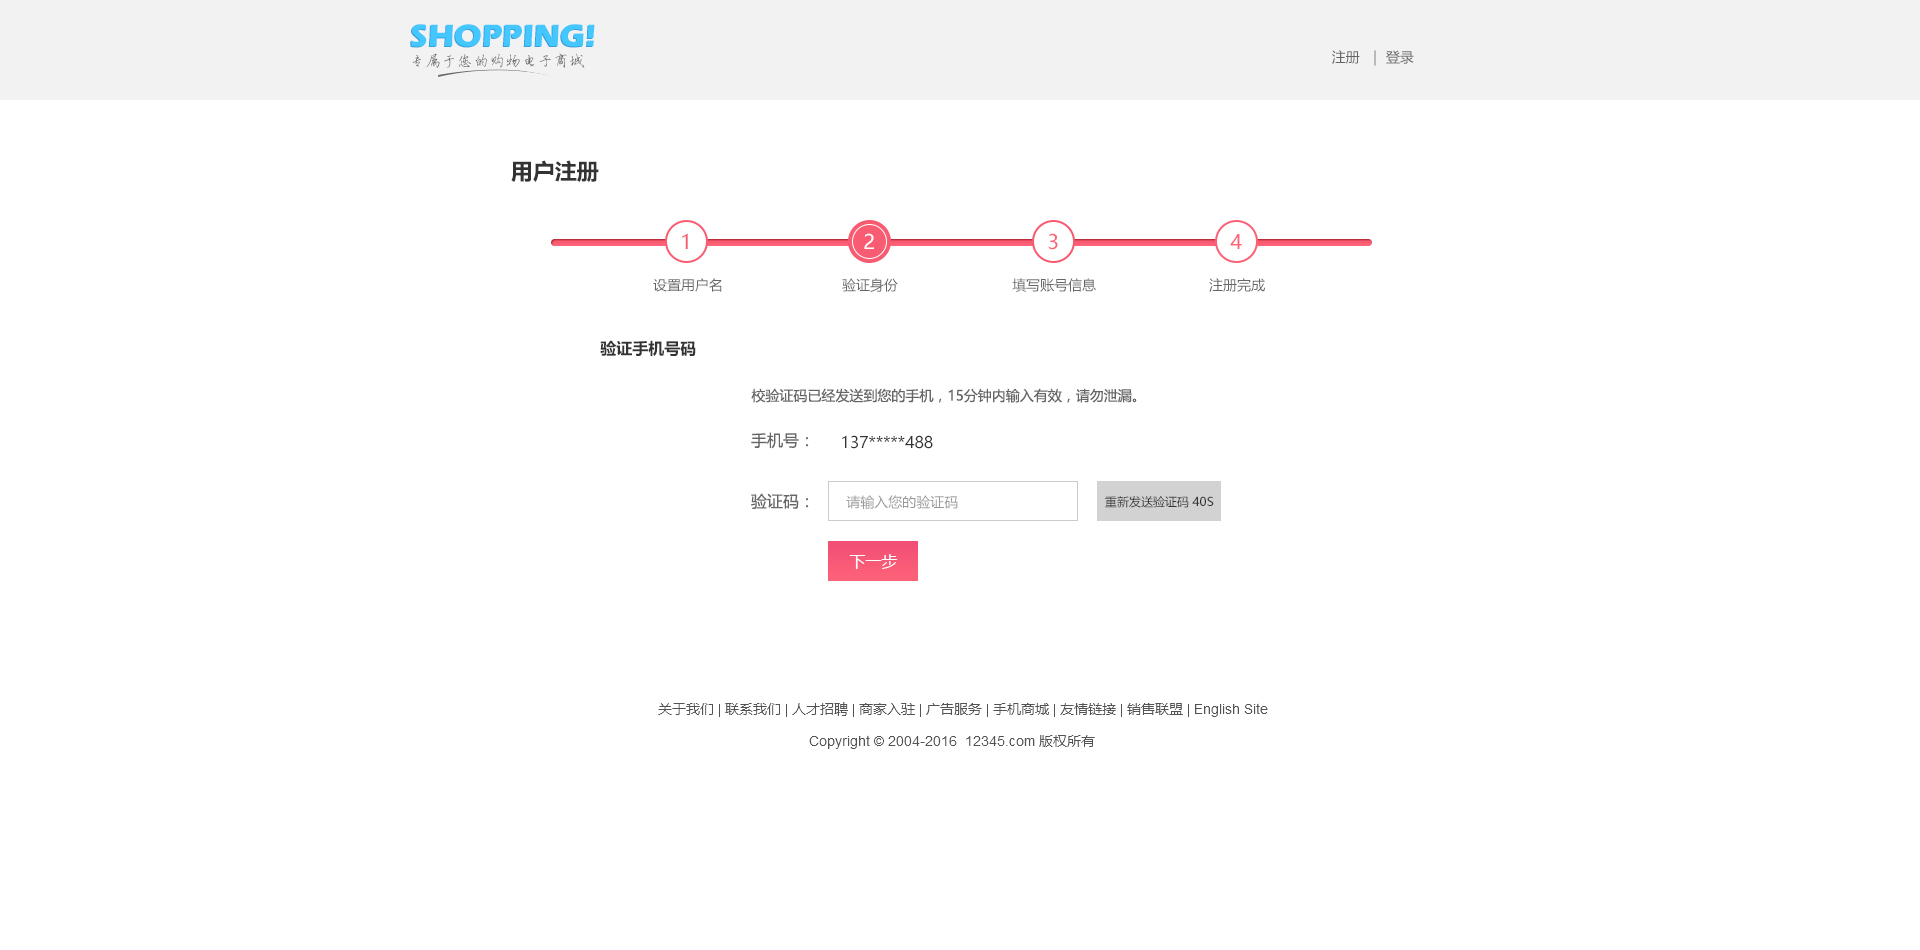 SHOPPING!
专属于您的购物电子商城
注册 | 登录
用户注册
1 2 3 4
设置用户名 验证身份 填写账号信息 注册完成
验证手机号码
校验证码已经发送到您的手机，15分钟内输入有效，请勿泄漏。
手机号： 137*****488
验证码： 请输入您的验证码 重新发送验证码 40S
下一步
关于我们 | 联系我们 | 人才招聘 | 商家入驻 | 广告服务 | 手机商城 | 友情链接 | 销售联盟 | English Site
Copyright © 2004-2016 12345.com 版权所有